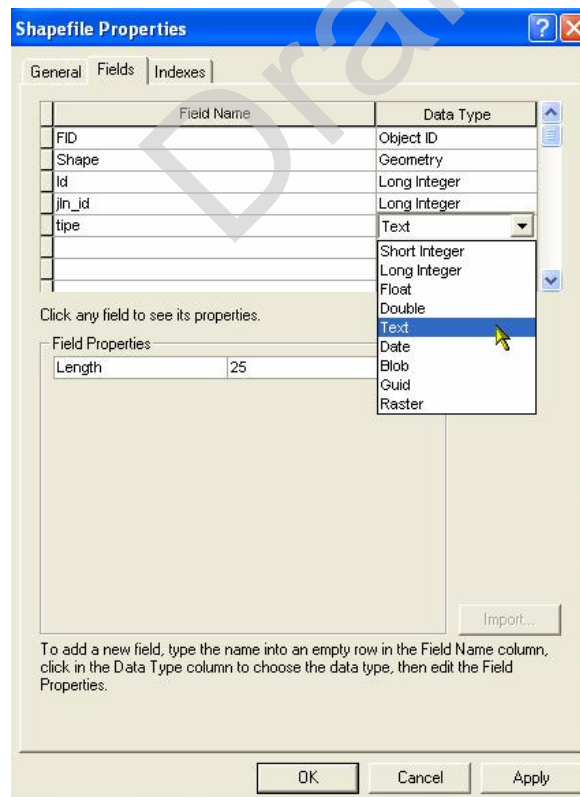 Draf
Shapefile Properties
General Fields Indexes
Field Name Data Type
FID Object ID
Shape Geometry
Id Long Integer
jln_id Long Integer
tipe Text
Short Integer
Long Integer
Float
Double
Text
Date
Blob
Guid
Raster
Click any field to see its properties.
Field Properties
Length 25
Import...
To add a new field, type the name into an empty row in the Field Name column,
click in the Data Type column to choose the data type, then edit the Field
Properties.
OK Cancel Apply